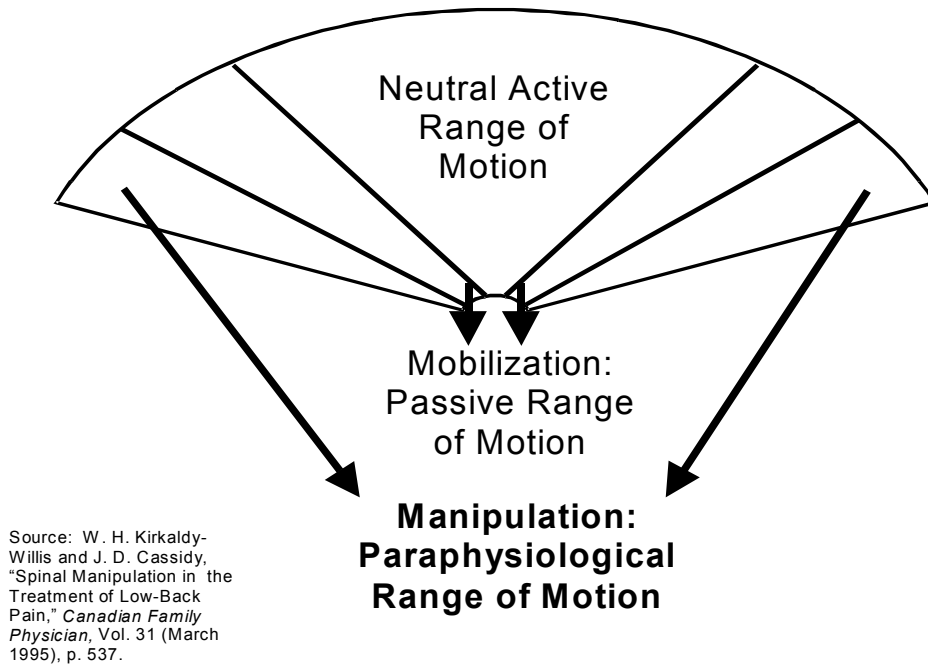 Neutral Active
Range of
Motion
Mobilization:
Passive Range
of Motion
Manipulation:
Paraphysiological
Range of Motion
Source: W. H. Kirkaldy-
Willis and J. D. Cassidy,
“Spinal Manipulation in the
Treatment of Low-Back
Pain,” Canadian Family
Physician, Vol. 31 (March
1995), p. 537.